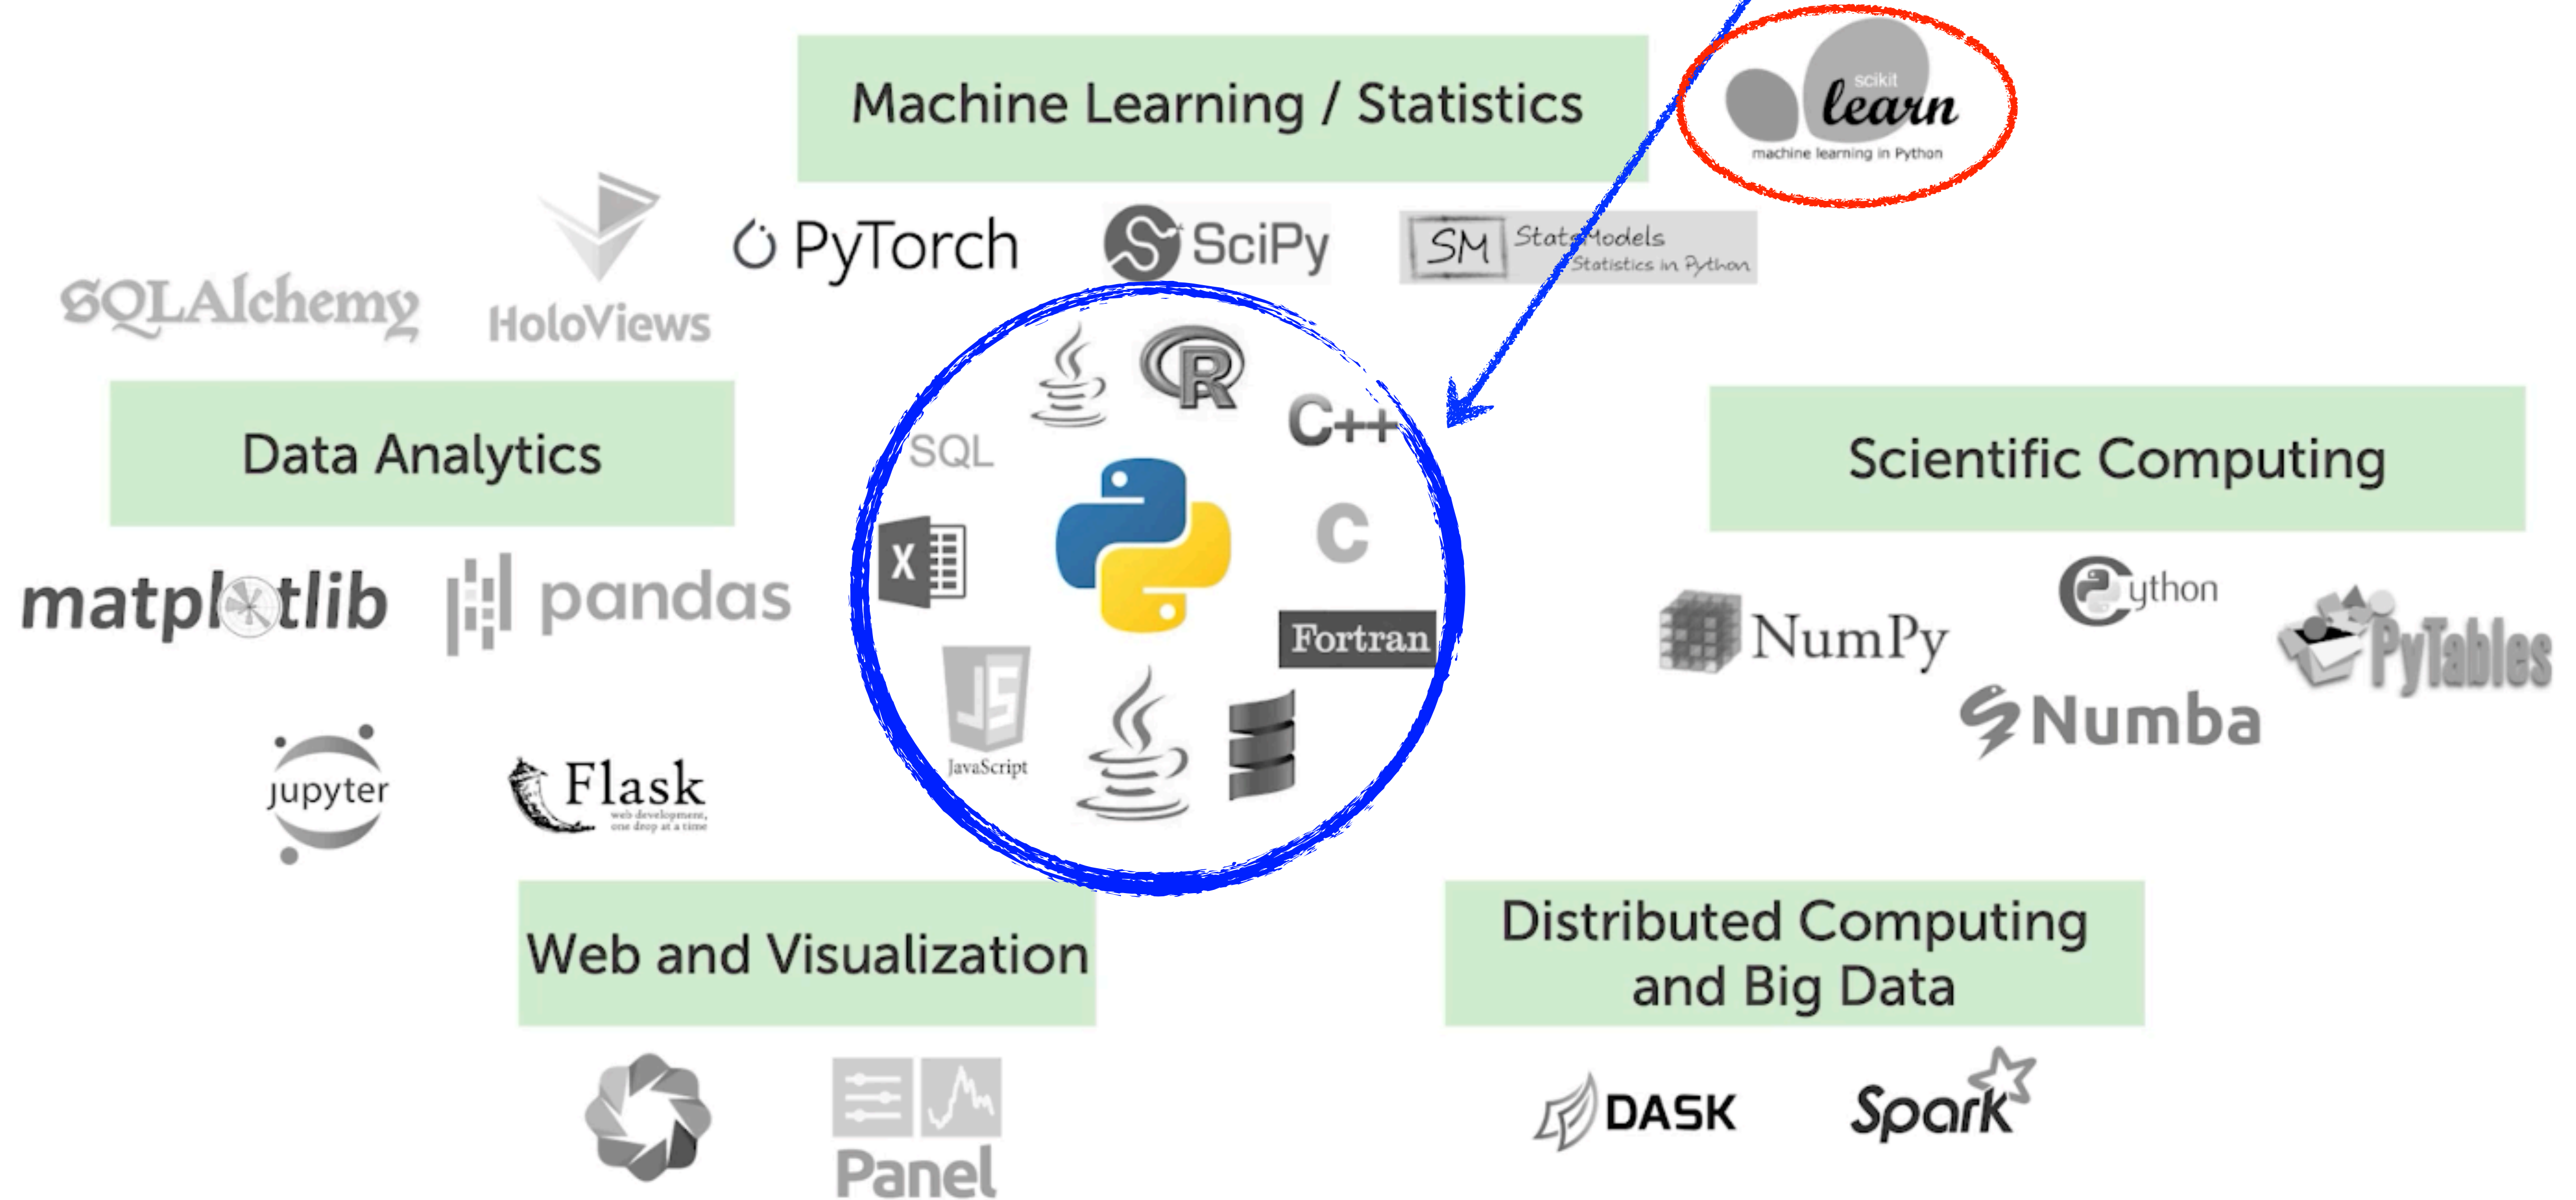 Machine Learning / Statistics
scikit
learn
machine learning in Python
PyTorch
SciPy
SM
StatsModels
Statistics in Python
SQLAlchemy
HoloViews
R
C++
SQL
Data Analytics
Scientific Computing
C
X
matplotlib
pandas
Fortran
NumPy
Cython
PyTables
Numba
JS
JavaScript
jupyter
Flask
web development,
one drop at a time
Web and Visualization
Distributed Computing
and Big Data
Panel
DASK
Spark